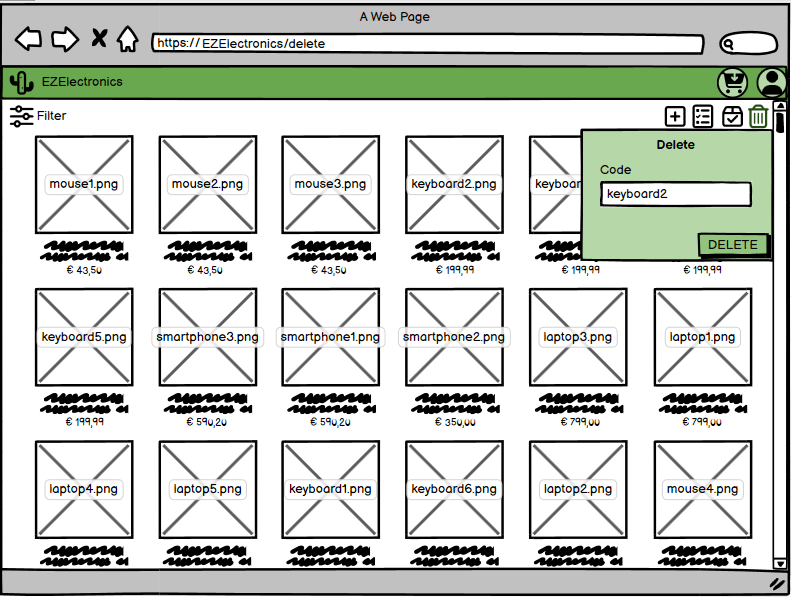 A Web Page
https:// EZElectronics/delete
EZElectronics
Filter
Delete
Code
keyboard2
DELETE
mouse1.png
mouse2.png
mouse3.png
keyboard2.png
keyboar
€ 43,50
€ 43,50
€ 43,50
€ 199,99
€ 199,99
€ 199,99
keyboard5.png
smartphone3.png
smartphone1.png
smartphone2.png
laptop3.png
laptop1.png
€ 199,99
€ 590,20
€ 590,20
€ 350,00
€ 799,00
€ 799,00
laptop4.png
laptop5.png
keyboard1.png
keyboard6.png
laptop2.png
mouse4.png